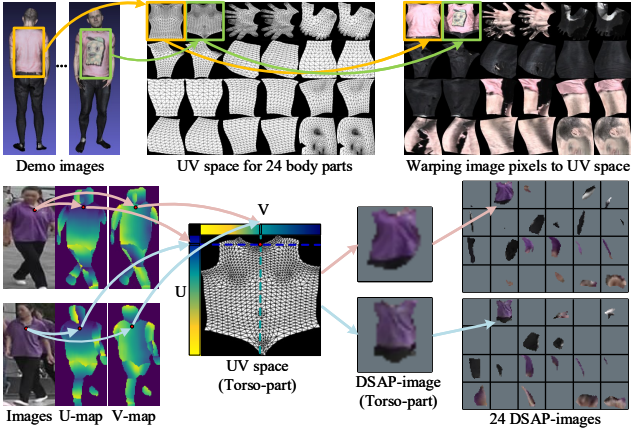 Demo images
UV space for 24 body parts
Warping image pixels to UV space
V
U
UV space
(Torso-part)
DSAP-image
(Torso-part)
Images
U-map
V-map
24 DSAP-images